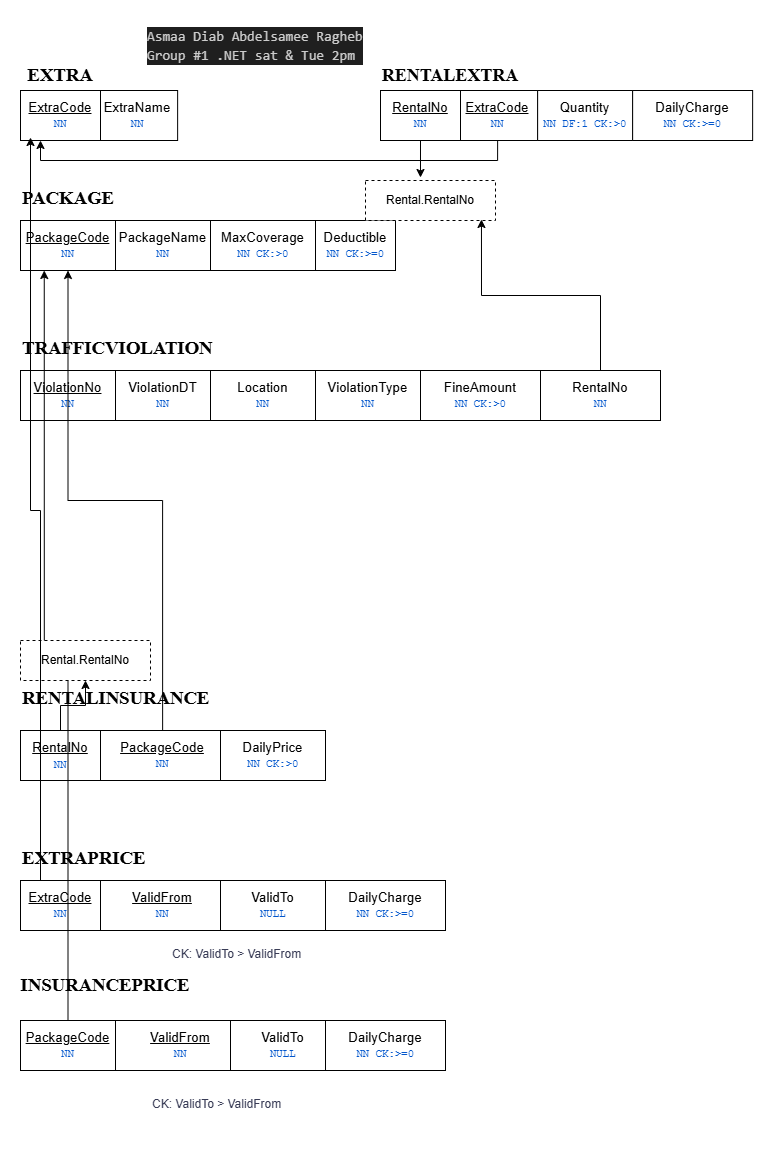 Asmaa Diab Abdelsamee Ragheb
Group #1 .NET sat & Tue 2pm
EXTRA
ExtraCode ExtraName
NN NN
RENTALEXTRA
RentalNo ExtraCode Quantity DailyCharge
NN NN NN DF:1 CK:>0 NN CK:>=0
Rental.RentalNo
PACKAGE
PackageCode PackageName MaxCoverage Deductible
NN NN NN CK:>0 NN CK:>=0
TRAFFICVIOLATION
ViolationNo ViolationDT Location ViolationType FineAmount RentalNo
NN NN NN NN NN CK:>0 NN
Rental.RentalNo
RENTALINSURANCE
RentalNo PackageCode DailyPrice
NN NN NN CK:>0
EXTRAPRICE
ExtraCode ValidFrom ValidTo DailyCharge
NN NN NULL NN CK:>=0
CK: ValidTo > ValidFrom
INSURANCEPRICE
PackageCode ValidFrom ValidTo DailyCharge
NN NN NULL NN CK:>=0
CK: ValidTo > ValidFrom